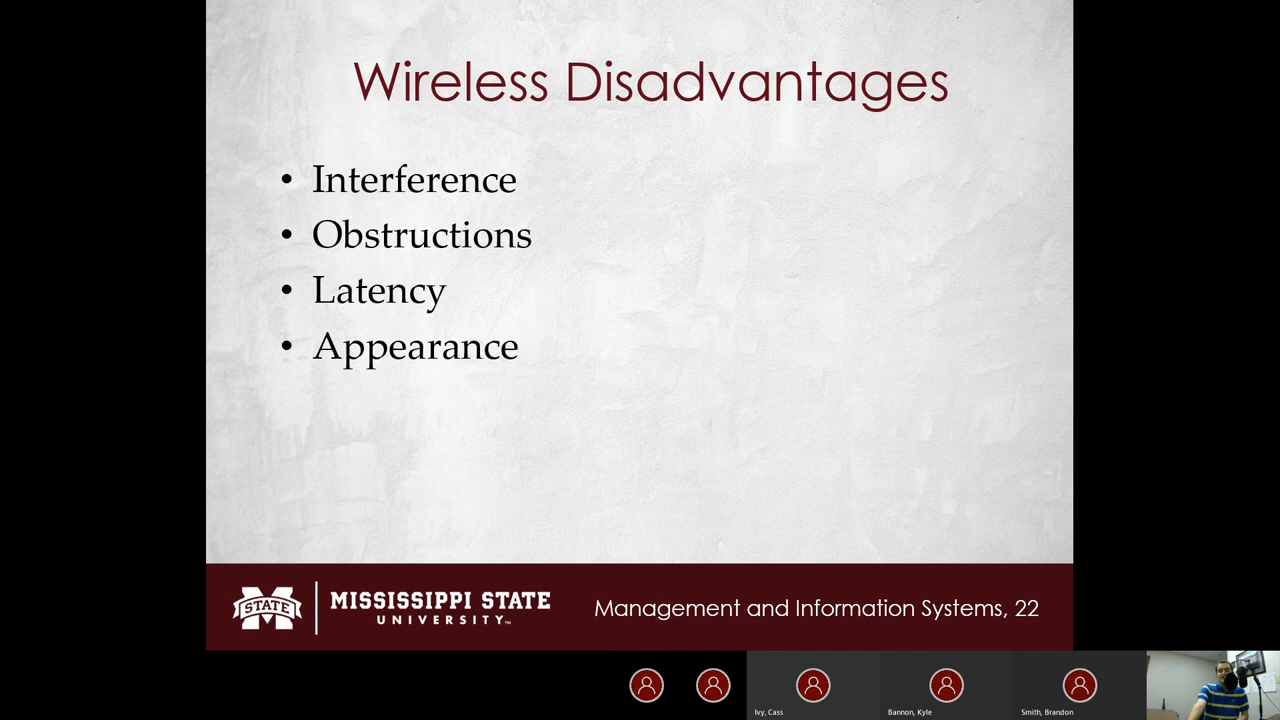 Wireless Disadvantages
• Interference
• Obstructions
• Latency
• Appearance
STATE
MISSISSIPPI STATE
UNIVERSITY™
Management and Information Systems, 22
Ivy, Cass
Bannon, Kyle
Smith, Brandon